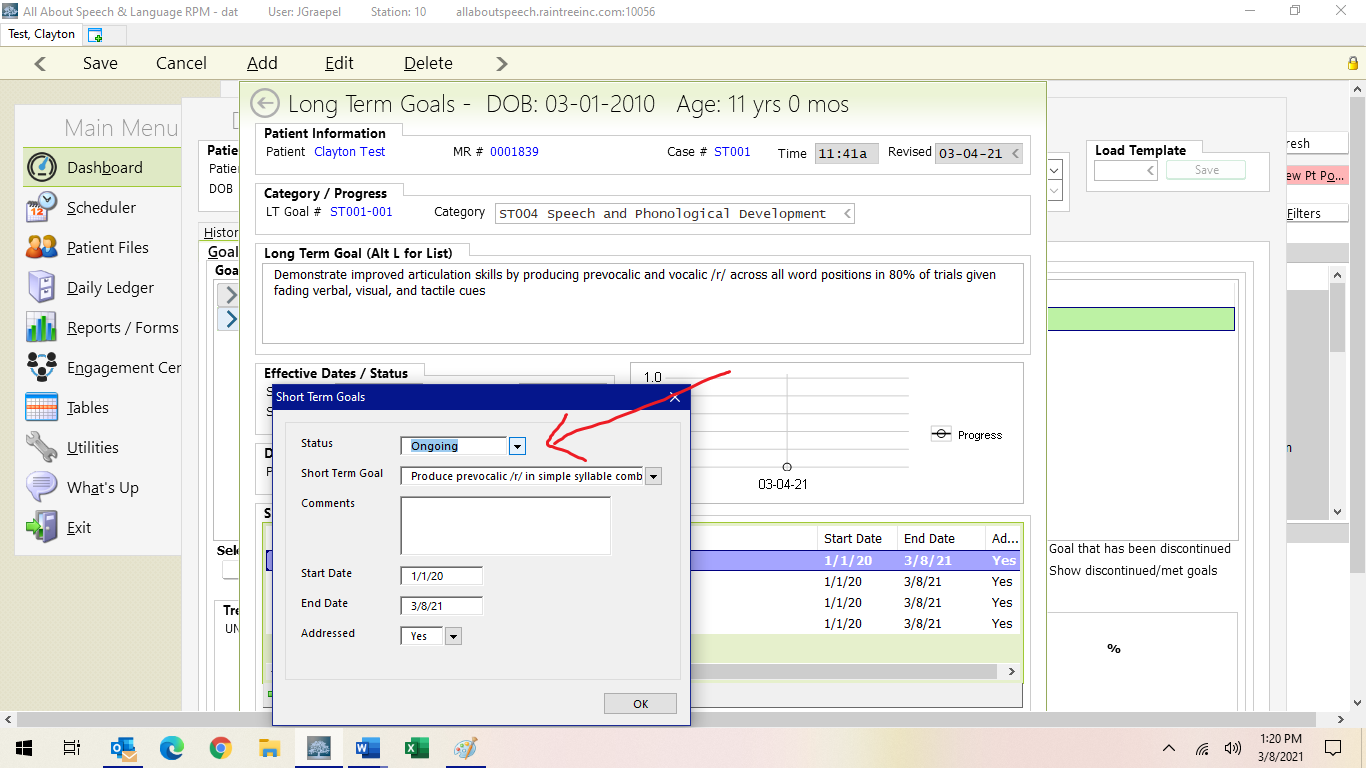 All About Speech & Language RPM - dat User: JGraepel Station: 10 allaboutspeech.raintreeinc.com:10056
Test, Clayton
Save Cancel Add Edit Delete
Long Term Goals - DOB: 03-01-2010 Age: 11 yrs 0 mos
Main Menu
Dashboard
Scheduler
Patient Files
Daily Ledger
Reports / Forms
Engagement Cer
Tables
Utilities
What's Up
Exit
Patie
Patie
DOB
Histor
Goal
Goa
Sele
Tre
UN
Patient Information
Patient Clayton Test MR # 0001839 Case # ST001 Time 11:41a Revised 03-04-21
Category / Progress
LT Goal # ST001-001 Category ST004 Speech and Phonological Development
Long Term Goal (Alt L for List)
Demonstrate improved articulation skills by producing prevocalic and vocalic /r/ across all word positions in 80% of trials given
fading verbal, visual, and tactile cues
Effective Dates / Status
S
S
D
P
S
1.0
03-04-21
Progress
Short Term Goals
Status Ongoing
Short Term Goal Produce prevocalic /r/ in simple syllable comb
Comments
Start Date 1/1/20
End Date 3/8/21
Addressed Yes
OK
Start Date End Date Ad...
1/1/20 3/8/21 Yes
1/1/20 3/8/21 Yes
1/1/20 3/8/21 Yes
1/1/20 3/8/21 Yes
Load Template
Save
resh
ew Pt Po...
Filters
Goal that has been discontinued
Show discontinued/met goals
%
1:20 PM
3/8/2021